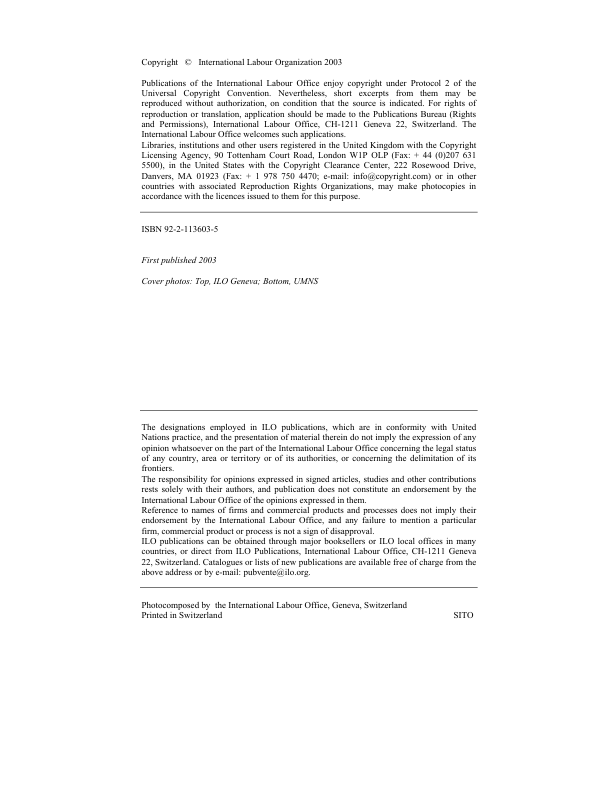 Copyright © International Labour Organization 2003
Publications of the International Labour Office enjoy copyright under Protocol 2 of the
Universal Copyright Convention. Nevertheless, short excerpts from them may be
reproduced without authorization, on condition that the source is indicated. For rights of
reproduction or translation, application should be made to the Publications Bureau (Rights
and Permissions), International Labour Office, CH-1211 Geneva 22, Switzerland. The
International Labour Office welcomes such applications.
Libraries, institutions and other users registered in the United Kingdom with the Copyright
Licensing Agency, 90 Tottenham Court Road, London W1P OLP (Fax: + 44 (0)207 631
5500), in the United States with the Copyright Clearance Center, 222 Rosewood Drive,
Danvers, MA 01923 (Fax: + 1 978 750 4470; e-mail: info@copyright.com) or in other
countries with associated Reproduction Rights Organizations, may make photocopies in
accordance with the licences issued to them for this purpose.
ISBN 92-2-113603-5
First published 2003
Cover photos: Top, ILO Geneva; Bottom, UMNS
The designations employed in ILO publications, which are in conformity with United
Nations practice, and the presentation of material therein do not imply the expression of any
opinion whatsoever on the part of the International Labour Office concerning the legal status
of any country, area or territory or of its authorities, or concerning the delimitation of its
frontiers.
The responsibility for opinions expressed in signed articles, studies and other contributions
rests solely with their authors, and publication does not constitute an endorsement by the
International Labour Office of the opinions expressed in them.
Reference to names of firms and commercial products and processes does not imply their
endorsement by the International Labour Office, and any failure to mention a particular
firm, commercial product or process is not a sign of disapproval.
ILO publications can be obtained through major booksellers or ILO local offices in many
countries, or direct from ILO Publications, International Labour Office, CH-1211 Geneva
22, Switzerland. Catalogues or lists of new publications are available free of charge from the
above address or by e-mail: pubvente@ilo.org.
Photocomposed by the International Labour Office, Geneva, Switzerland
Printed in Switzerland SITO